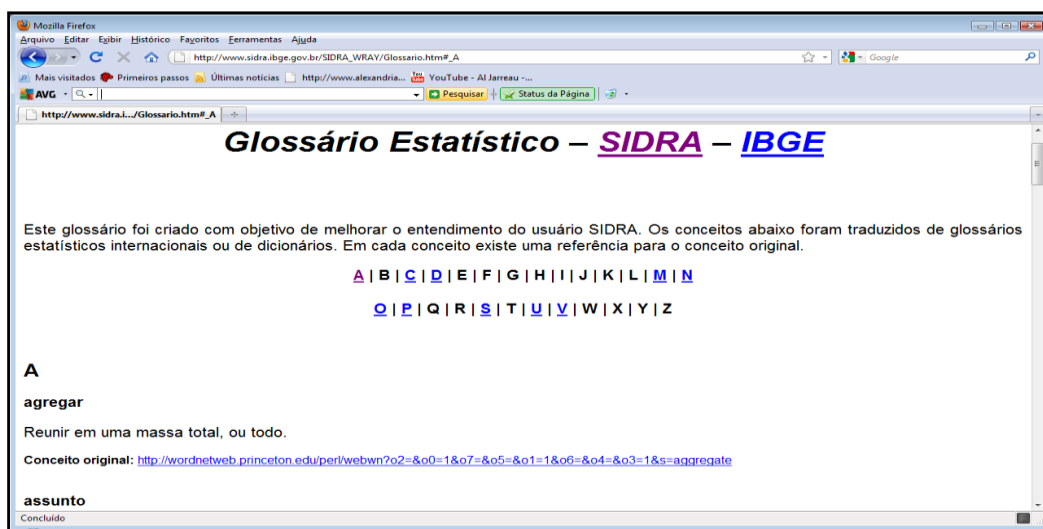 Mozilla Firefox
Arquivo Editar Exibir Histórico Favoritos Ferramentas Ajuda
http://www.sidra.ibge.gov.br/SIDRA_WRAY/Glossario.htm#_A Google
Mais visitados Primeiros passos Últimas notícias http://www.alexandria... YouTube - Al Jarreau -...
AVG Pesquisar Status da Página
http://www.sidra.i.../Glossario.htm#_A
Glossário Estatístico – SIDRA – IBGE
Este glossário foi criado com objetivo de melhorar o entendimento do usuário SIDRA. Os conceitos abaixo foram traduzidos de glossários
estatísticos internacionais ou de dicionários. Em cada conceito existe uma referência para o conceito original.
A | B | C | D | E | F | G | H | I | J | K | L | M | N
O | P | Q | R | S | T | U | V | W | X | Y | Z
A
agregar
Reunir em uma massa total, ou todo.
Conceito original: http://wordnetweb.princeton.edu/perl/webwn?o2=&o0=1&o7=&o5=&o1=1&o6=&o4=&o3=1&s=aggregate
assunto
Concluído